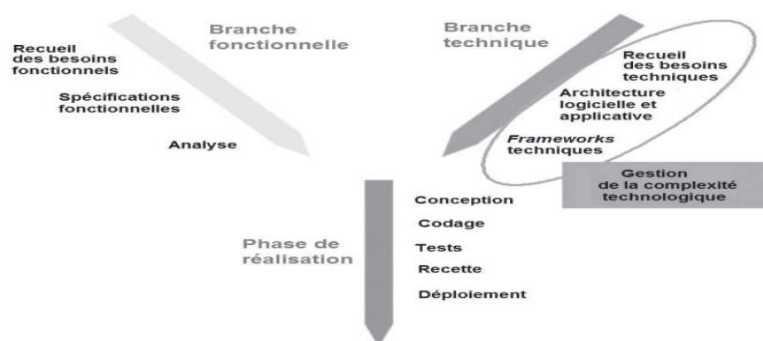 Branche
fonctionnelle
Recueil
des besoins
fonctionnels
Spécifications
fonctionnelles
Analyse
Branche
technique
Recueil
des besoins
techniques
Architecture
logicielle et
applicative
Frameworks
techniques
Gestion
de la complexité
technologique
Phase de
réalisation
Conception
Codage
Tests
Recette
Déploiement